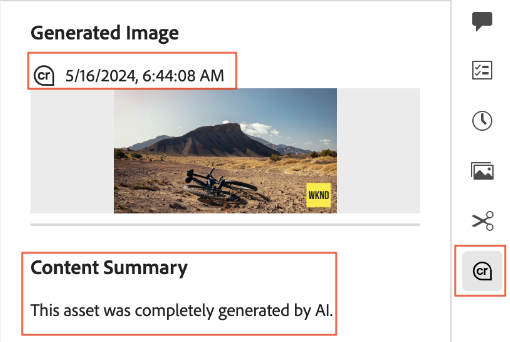 Generated Image
cr 5/16/2024, 6:44:08 AM
WKND
Content Summary
This asset was completely generated by AI.
cr